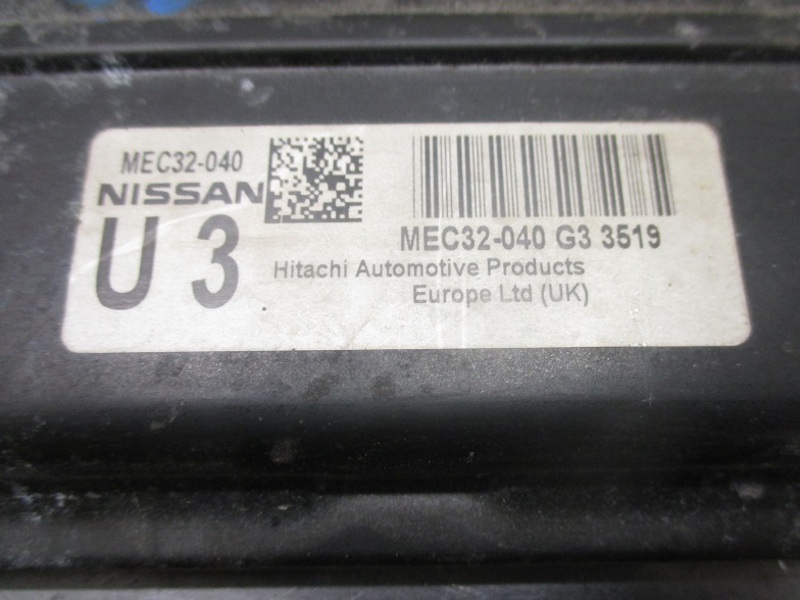 MEC32-040
NISSAN
U 3
MEC32-040 G3 3519
Hitachi Automotive Products
Europe Ltd (UK)